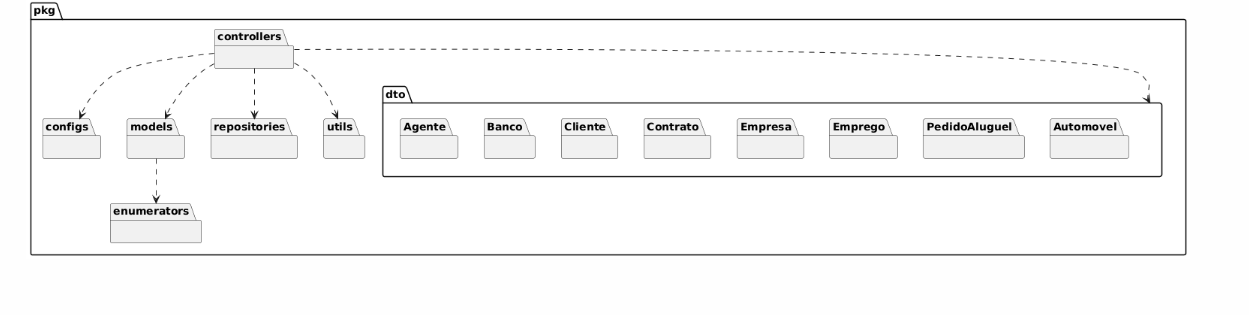 pkg
controllers
dto
configs
models
repositories
utils
Agente
Banco
Cliente
Contrato
Empresa
Emprego
PedidoAluguel
Automovel
enumerators